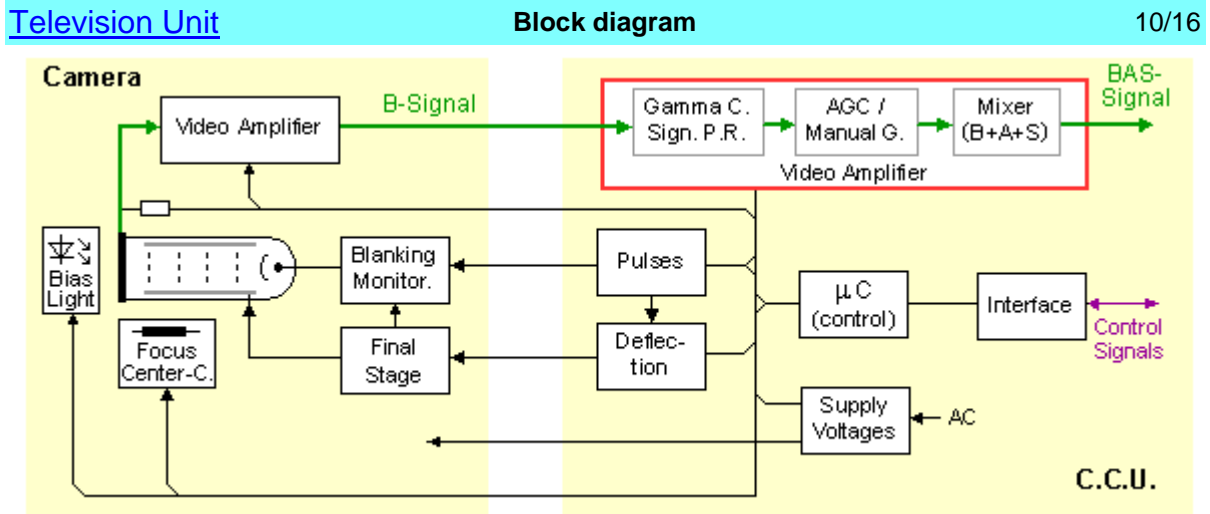 Television Unit
Block diagram
10/16
Camera
B-Signal
BAS-
Signal
Video Amplifier
Gamma C.
Sign. P.R.
AGC /
Manual G.
Mixer
(B+A+S)
Video Amplifier
Bias
Light
Blanking
Monitor.
Pulses
µC
(control)
Interface
Control
Signals
Focus
Center-C.
Final
Stage
Deflec-
tion
Supply
Voltages
AC
C.C.U.